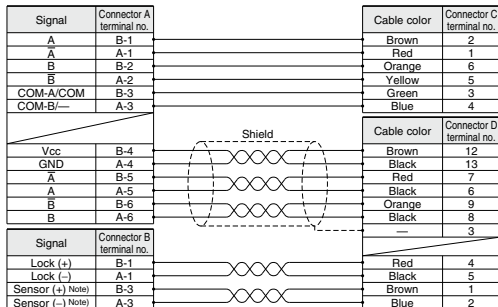 Signal Connector A terminal no. Cable color Connector C terminal no.
A B-1 Brown 2
A̅ A-1 Red 1
B B-2 Orange 6
B̅ A-2 Yellow 5
COM-A/COM B-3 Green 3
COM-B/— A-3 Blue 4
Shield Cable color Connector D terminal no.
Vcc B-4 Brown 12
GND A-4 Black 13
A̅ B-5 Red 7
A A-5 Black 6
B̅ B-6 Orange 9
B A-6 Black 8
— 3
Signal Connector B terminal no.
Lock (+) B-1 Red 4
Lock (–) A-1 Black 5
Sensor (+) Note) B-3 Brown 1
Sensor (–) Note) A-3 Blue 2